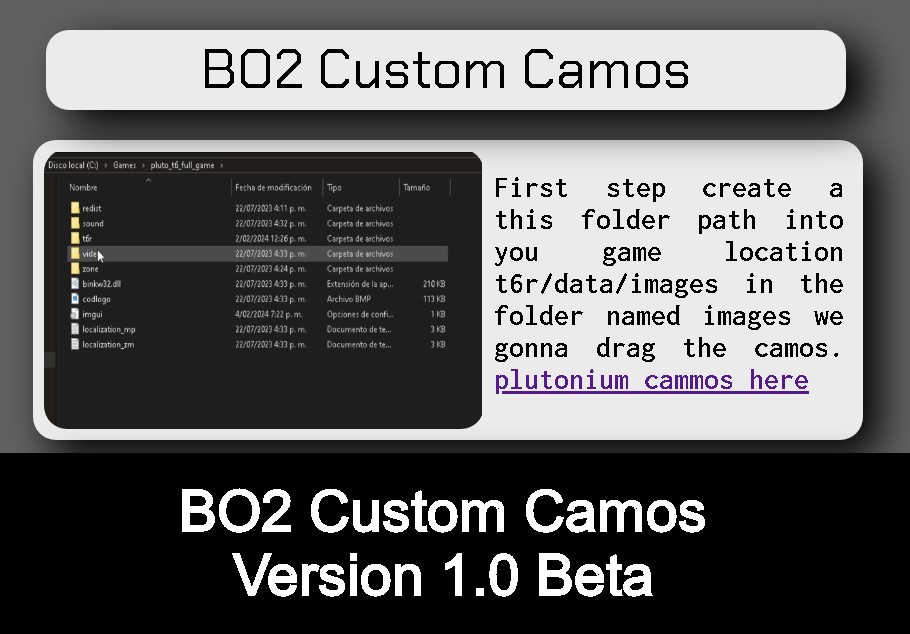 BO2 Custom Camos
Disco local (C:) › Games › pluto_t6_full_game ›
Nombre Fecha de modificación Tipo Tamaño
redist 22/07/2023 4:11 p. m. Carpeta de archivos
sound 22/07/2023 4:32 p. m. Carpeta de archivos
t6r 2/02/2024 12:26 p. m. Carpeta de archivos
vide 22/07/2023 4:33 p. m. Carpeta de archivos
zone 22/07/2023 4:24 p. m. Carpeta de archivos
binkw32.dll 22/07/2023 4:33 p. m. Extensión de la ap... 210 KB
codlogo 22/07/2023 4:33 p. m. Archivo BMP 113 KB
imgui 4/02/2024 7:22 p. m. Opciones de confi... 1 KB
localization_mp 22/07/2023 4:33 p. m. Documento de te... 3 KB
localization_zm 22/07/2023 4:33 p. m. Documento de te... 3 KB
First step create a
this folder path into
you game location
t6r/data/images in the
folder named images we
gonna drag the camos.
plutonium cammos here
BO2 Custom Camos
Version 1.0 Beta